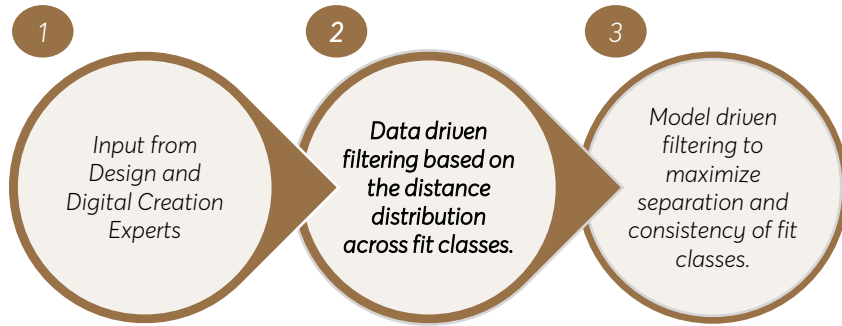 1
Input from
Design and
Digital Creation
Experts
2
Data driven
filtering based on
the distance
distribution
across fit classes.
3
Model driven
filtering to
maximize
separation and
consistency of fit
classes.